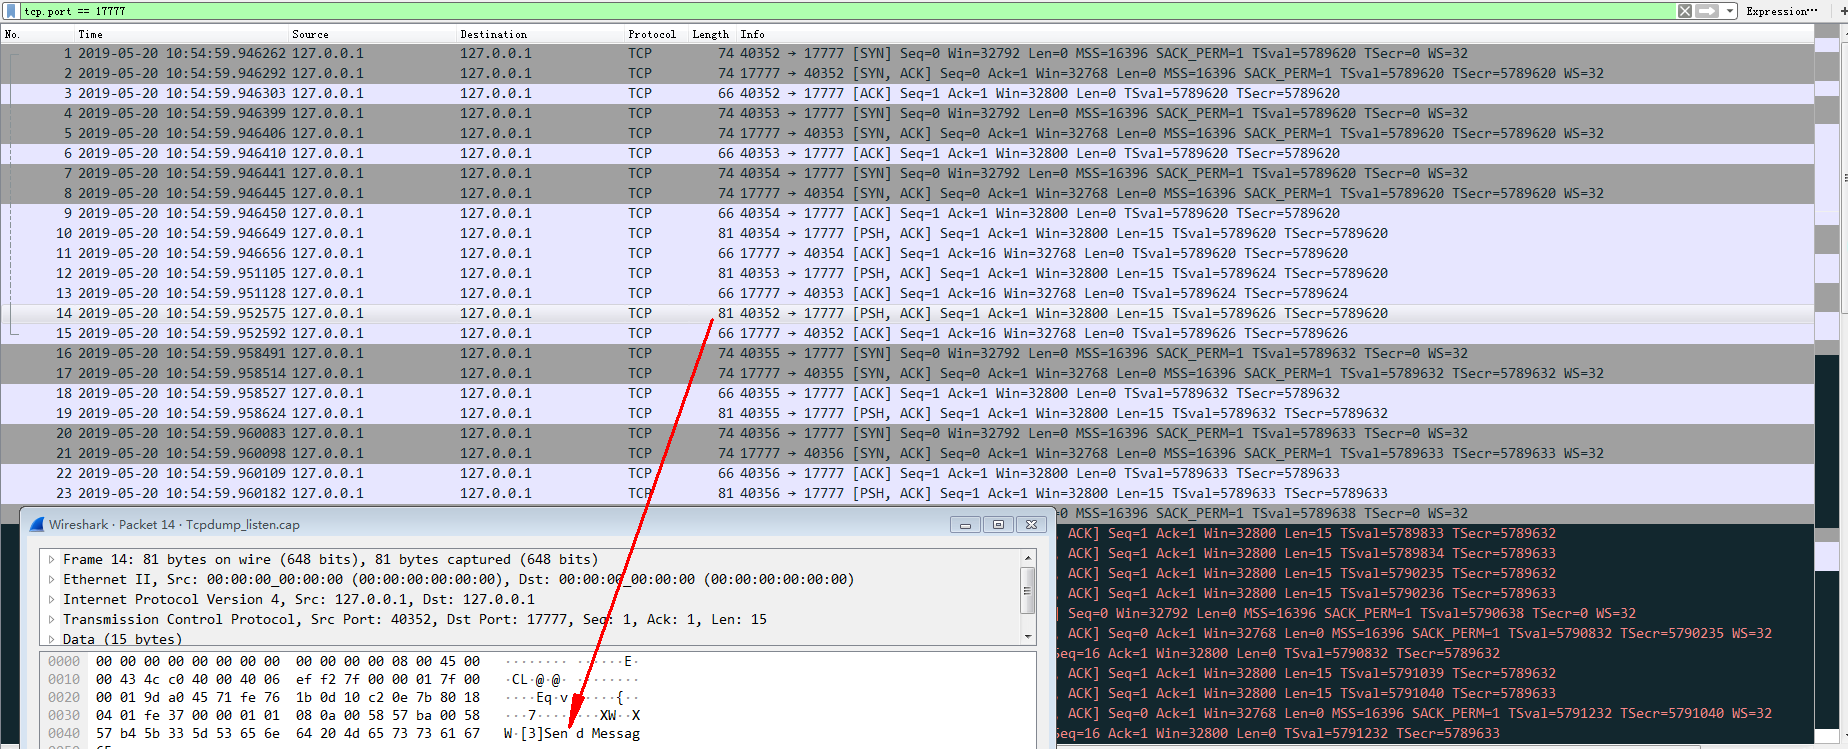 tcp.port == 17777 Expression…
No. Time Source Destination Protocol Length Info
1 2019-05-20 10:54:59.946262 127.0.0.1 127.0.0.1 TCP 74 40352 → 17777 [SYN] Seq=0 Win=32792 Len=0 MSS=16396 SACK_PERM=1 TSval=5789620 TSecr=0 WS=32
2 2019-05-20 10:54:59.946292 127.0.0.1 127.0.0.1 TCP 74 17777 → 40352 [SYN, ACK] Seq=0 Ack=1 Win=32768 Len=0 MSS=16396 SACK_PERM=1 TSval=5789620 TSecr=5789620 WS=32
3 2019-05-20 10:54:59.946303 127.0.0.1 127.0.0.1 TCP 66 40352 → 17777 [ACK] Seq=1 Ack=1 Win=32800 Len=0 TSval=5789620 TSecr=5789620
4 2019-05-20 10:54:59.946399 127.0.0.1 127.0.0.1 TCP 74 40353 → 17777 [SYN] Seq=0 Win=32792 Len=0 MSS=16396 SACK_PERM=1 TSval=5789620 TSecr=0 WS=32
5 2019-05-20 10:54:59.946406 127.0.0.1 127.0.0.1 TCP 74 17777 → 40353 [SYN, ACK] Seq=0 Ack=1 Win=32768 Len=0 MSS=16396 SACK_PERM=1 TSval=5789620 TSecr=5789620 WS=32
6 2019-05-20 10:54:59.946410 127.0.0.1 127.0.0.1 TCP 66 40353 → 17777 [ACK] Seq=1 Ack=1 Win=32800 Len=0 TSval=5789620 TSecr=5789620
7 2019-05-20 10:54:59.946441 127.0.0.1 127.0.0.1 TCP 74 40354 → 17777 [SYN] Seq=0 Win=32792 Len=0 MSS=16396 SACK_PERM=1 TSval=5789620 TSecr=0 WS=32
8 2019-05-20 10:54:59.946445 127.0.0.1 127.0.0.1 TCP 74 17777 → 40354 [SYN, ACK] Seq=0 Ack=1 Win=32768 Len=0 MSS=16396 SACK_PERM=1 TSval=5789620 TSecr=5789620 WS=32
9 2019-05-20 10:54:59.946450 127.0.0.1 127.0.0.1 TCP 66 40354 → 17777 [ACK] Seq=1 Ack=1 Win=32800 Len=0 TSval=5789620 TSecr=5789620
10 2019-05-20 10:54:59.946649 127.0.0.1 127.0.0.1 TCP 81 40354 → 17777 [PSH, ACK] Seq=1 Ack=1 Win=32800 Len=15 TSval=5789620 TSecr=5789620
11 2019-05-20 10:54:59.946656 127.0.0.1 127.0.0.1 TCP 66 17777 → 40354 [ACK] Seq=1 Ack=16 Win=32768 Len=0 TSval=5789620 TSecr=5789620
12 2019-05-20 10:54:59.951105 127.0.0.1 127.0.0.1 TCP 81 40353 → 17777 [PSH, ACK] Seq=1 Ack=1 Win=32800 Len=15 TSval=5789624 TSecr=5789620
13 2019-05-20 10:54:59.951128 127.0.0.1 127.0.0.1 TCP 66 17777 → 40353 [ACK] Seq=1 Ack=16 Win=32768 Len=0 TSval=5789624 TSecr=5789624
14 2019-05-20 10:54:59.952575 127.0.0.1 127.0.0.1 TCP 81 40352 → 17777 [PSH, ACK] Seq=1 Ack=1 Win=32800 Len=15 TSval=5789626 TSecr=5789620
15 2019-05-20 10:54:59.952592 127.0.0.1 127.0.0.1 TCP 66 17777 → 40352 [ACK] Seq=1 Ack=16 Win=32768 Len=0 TSval=5789626 TSecr=5789626
16 2019-05-20 10:54:59.958491 127.0.0.1 127.0.0.1 TCP 74 40355 → 17777 [SYN] Seq=0 Win=32792 Len=0 MSS=16396 SACK_PERM=1 TSval=5789632 TSecr=0 WS=32
17 2019-05-20 10:54:59.958514 127.0.0.1 127.0.0.1 TCP 74 17777 → 40355 [SYN, ACK] Seq=0 Ack=1 Win=32768 Len=0 MSS=16396 SACK_PERM=1 TSval=5789632 TSecr=5789632 WS=32
18 2019-05-20 10:54:59.958527 127.0.0.1 127.0.0.1 TCP 66 40355 → 17777 [ACK] Seq=1 Ack=1 Win=32800 Len=0 TSval=5789632 TSecr=5789632
19 2019-05-20 10:54:59.958624 127.0.0.1 127.0.0.1 TCP 81 40355 → 17777 [PSH, ACK] Seq=1 Ack=1 Win=32800 Len=15 TSval=5789632 TSecr=5789632
20 2019-05-20 10:54:59.960083 127.0.0.1 127.0.0.1 TCP 74 40356 → 17777 [SYN] Seq=0 Win=32792 Len=0 MSS=16396 SACK_PERM=1 TSval=5789633 TSecr=0 WS=32
21 2019-05-20 10:54:59.960098 127.0.0.1 127.0.0.1 TCP 74 17777 → 40356 [SYN, ACK] Seq=0 Ack=1 Win=32768 Len=0 MSS=16396 SACK_PERM=1 TSval=5789633 TSecr=5789633 WS=32
22 2019-05-20 10:54:59.960109 127.0.0.1 127.0.0.1 TCP 66 40356 → 17777 [ACK] Seq=1 Ack=1 Win=32800 Len=0 TSval=5789633 TSecr=5789633
23 2019-05-20 10:54:59.960182 127.0.0.1 127.0.0.1 TCP 81 40356 → 17777 [PSH, ACK] Seq=1 Ack=1 Win=32800 Len=15 TSval=5789633 TSecr=5789633
=0 MSS=16396 SACK_PERM=1 TSval=5789638 TSecr=0 WS=32
ACK] Seq=1 Ack=1 Win=32800 Len=15 TSval=5789833 TSecr=5789632
ACK] Seq=1 Ack=1 Win=32800 Len=15 TSval=5789834 TSecr=5789633
ACK] Seq=1 Ack=1 Win=32800 Len=15 TSval=5790235 TSecr=5789632
ACK] Seq=1 Ack=1 Win=32800 Len=15 TSval=5790236 TSecr=5789633
] Seq=0 Win=32792 Len=0 MSS=16396 SACK_PERM=1 TSval=5790638 TSecr=0 WS=32
ACK] Seq=0 Ack=1 Win=32768 Len=0 MSS=16396 SACK_PERM=1 TSval=5790832 TSecr=5790235 WS=32
Seq=16 Ack=1 Win=32800 Len=0 TSval=5790832 TSecr=5789632
ACK] Seq=1 Ack=1 Win=32800 Len=15 TSval=5791039 TSecr=5789632
ACK] Seq=1 Ack=1 Win=32800 Len=15 TSval=5791040 TSecr=5789633
ACK] Seq=0 Ack=1 Win=32768 Len=0 MSS=16396 SACK_PERM=1 TSval=5791232 TSecr=5791040 WS=32
Seq=16 Ack=1 Win=32800 Len=0 TSval=5791232 TSecr=5789633
Wireshark · Packet 14 · Tcpdump_listen.cap
Frame 14: 81 bytes on wire (648 bits), 81 bytes captured (648 bits)
Ethernet II, Src: 00:00:00_00:00:00 (00:00:00:00:00:00), Dst: 00:00:00_00:00:00 (00:00:00:00:00:00)
Internet Protocol Version 4, Src: 127.0.0.1, Dst: 127.0.0.1
Transmission Control Protocol, Src Port: 40352, Dst Port: 17777, Seq: 1, Ack: 1, Len: 15
Data (15 bytes)
0000 00 00 00 00 00 00 00 00 00 00 00 00 08 00 45 00 ········ ······E·
0010 00 43 4c c0 40 00 40 06 ef f2 7f 00 00 01 7f 00 ·CL·@·@· ········
0020 00 01 9d a0 45 71 fe 76 1b 0d 10 c2 0e 7b 80 18 ····Eq·v ·····{··
0030 04 01 fe 37 00 00 01 01 08 0a 00 58 57 ba 00 58 ···7···· ···XW··X
0040 57 b4 5b 33 5d 53 65 6e 64 20 4d 65 73 73 61 67 W·[3]Sen d Messag